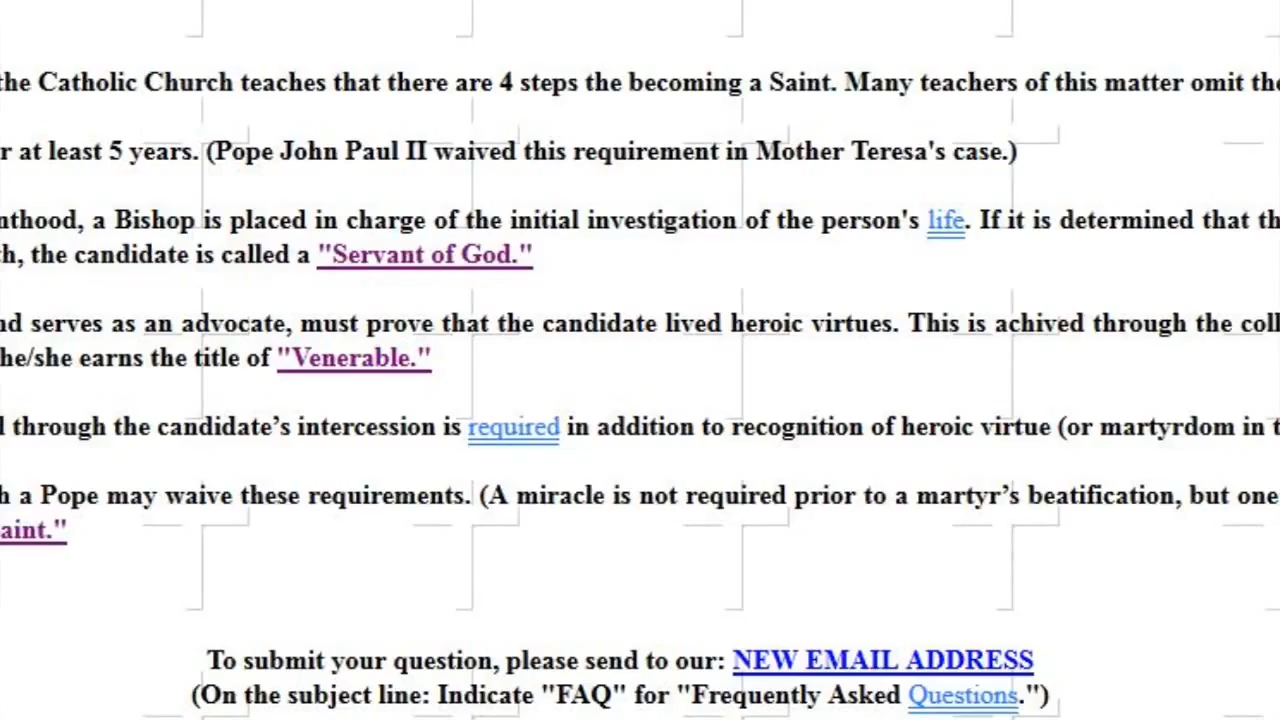 the Catholic Church teaches that there are 4 steps the becoming a Saint. Many teachers of this matter omit the
r at least 5 years. (Pope John Paul II waived this requirement in Mother Teresa's case.)
nthood, a Bishop is placed in charge of the initial investigation of the person's life. If it is determined that th
h, the candidate is called a "Servant of God."
nd serves as an advocate, must prove that the candidate lived heroic virtues. This is achived through the coll
he/she earns the title of "Venerable."
l through the candidate’s intercession is required in addition to recognition of heroic virtue (or martyrdom in t
h a Pope may waive these requirements. (A miracle is not required prior to a martyr’s beatification, but one
aint."
To submit your question, please send to our: NEW EMAIL ADDRESS
(On the subject line: Indicate "FAQ" for "Frequently Asked Questions.")